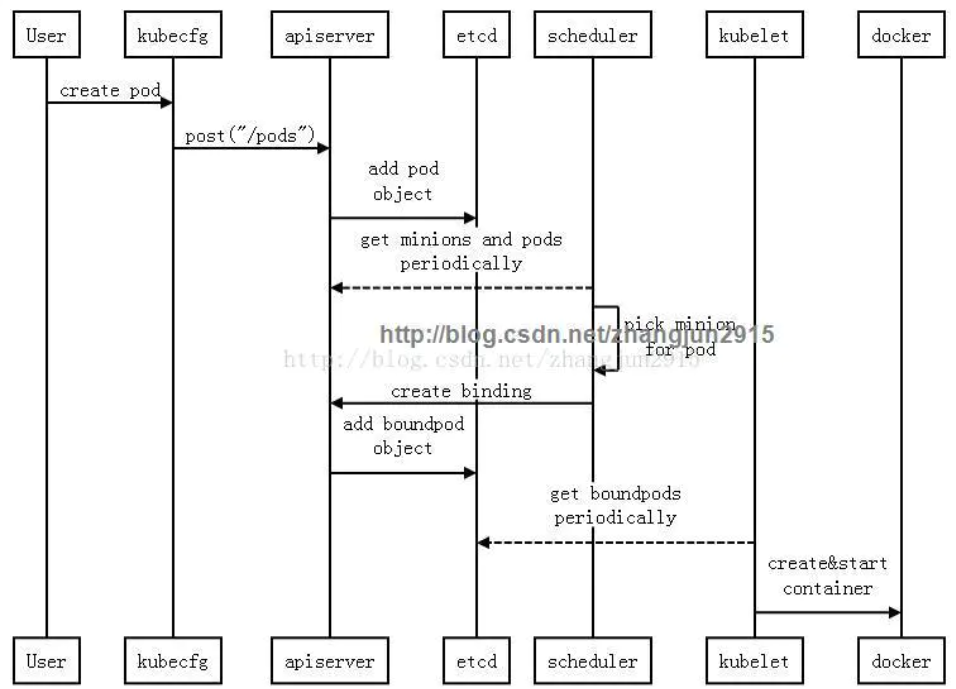 User
kubecfg
apiserver
etcd
scheduler
kubelet
docker
create pod
post("/pods")
add pod
object
get minions and pods
periodically
pick minion
for pod
http://blog.csdn.net/zhangjun2915
http://blog.csdn.net/zhangjun2915
create binding
add boundpod
object
get boundpods
periodically
create&start
container
User
kubecfg
apiserver
etcd
scheduler
kubelet
docker